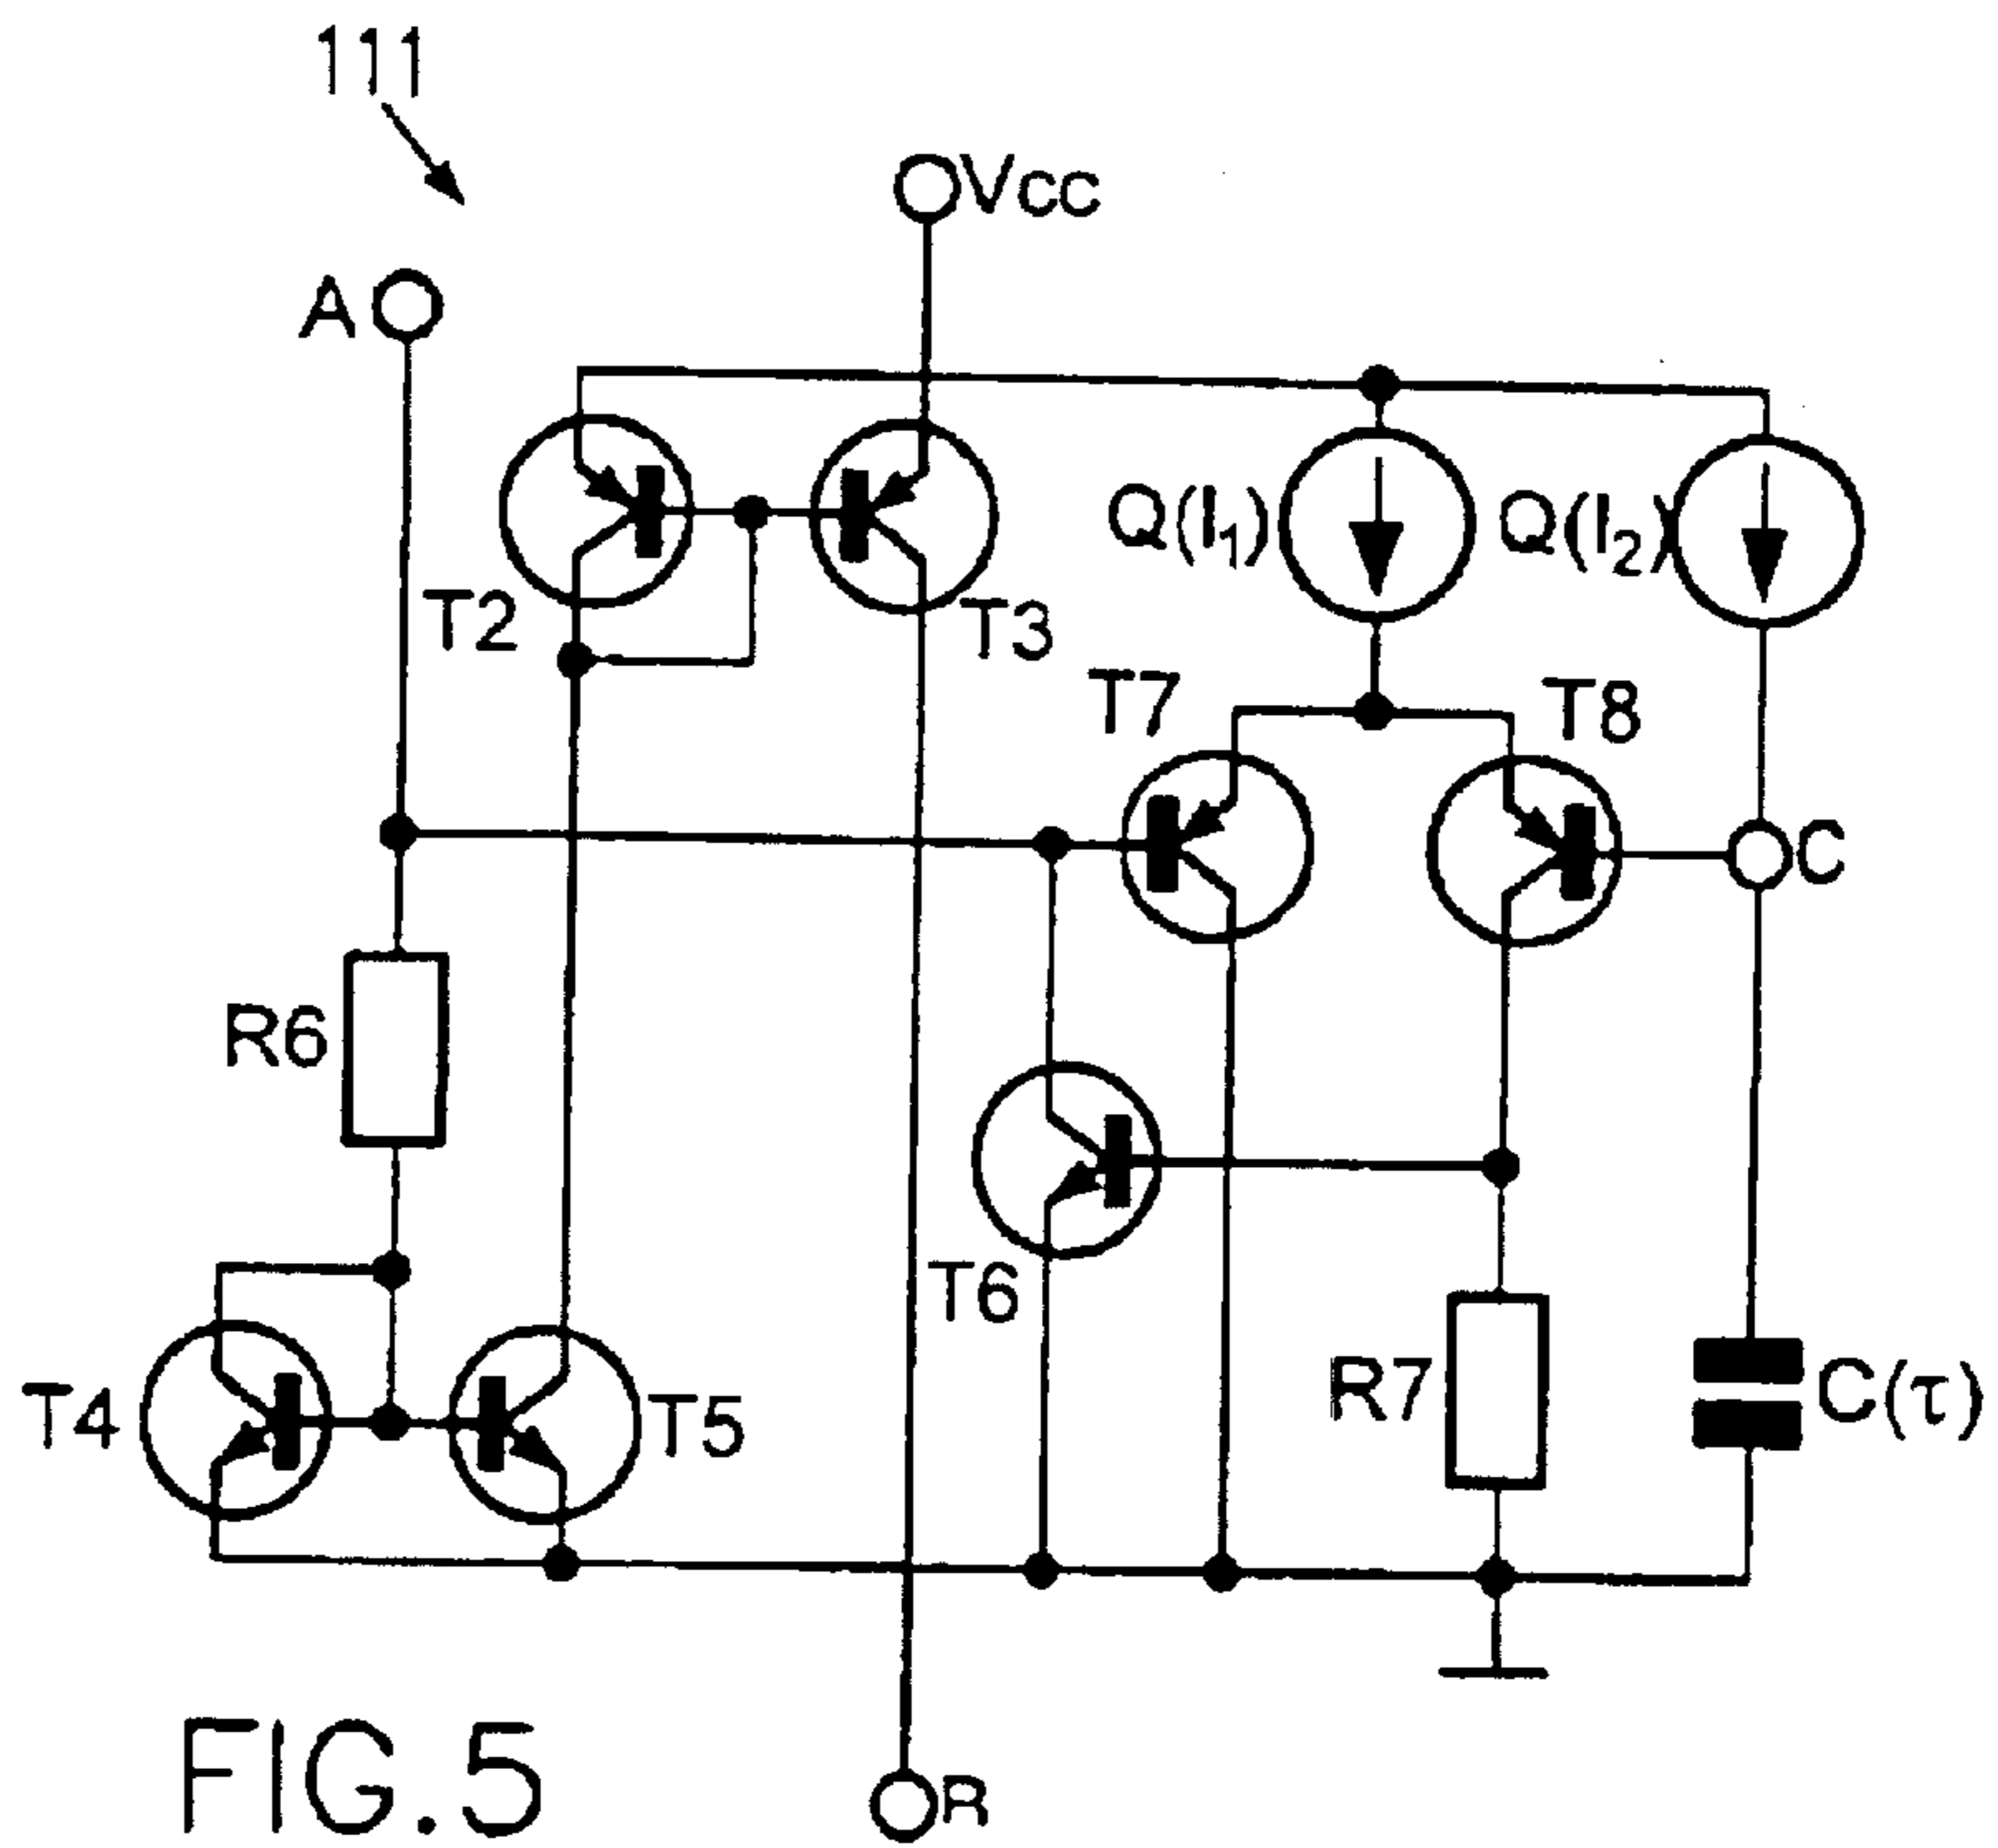 111
Vcc
A
Q(I1)
Q(I2)
T2
T3
T7
T8
C
R6
T6
T4
T5
R7
C(τ)
R
FIG.5